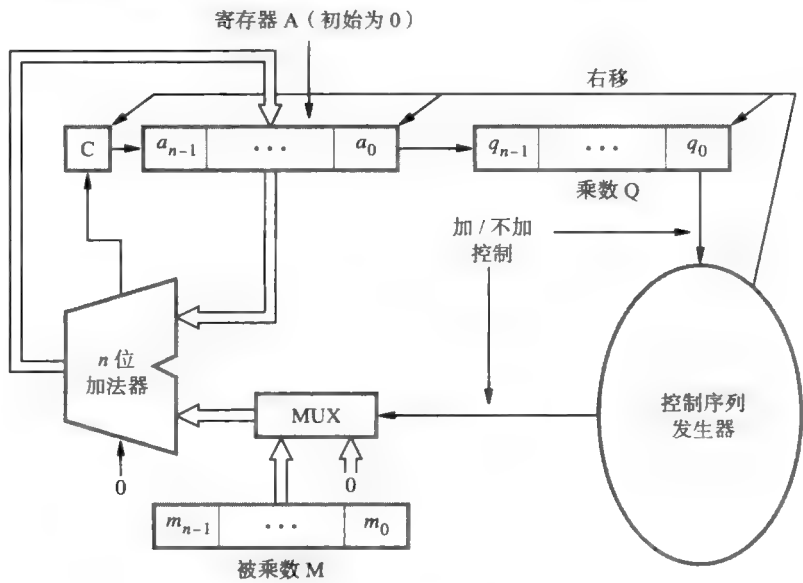 寄存器 A（初始为 0）
右移
C
a_{n-1} ··· a_0
q_{n-1} ··· q_0
乘数 Q
加 / 不加
控制
n 位
加法器
MUX
控制序列
发生器
0
0
m_{n-1} ··· m_0
被乘数 M